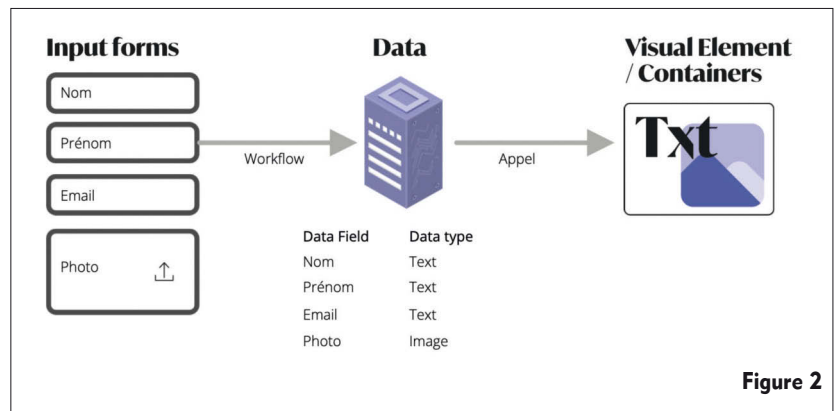 Input forms
Nom
Prénom
Email
Photo
Workflow
Data
Data Field Data type
Nom Text
Prénom Text
Email Text
Photo Image
Appel
Visual Element
/ Containers
Txt
Figure 2